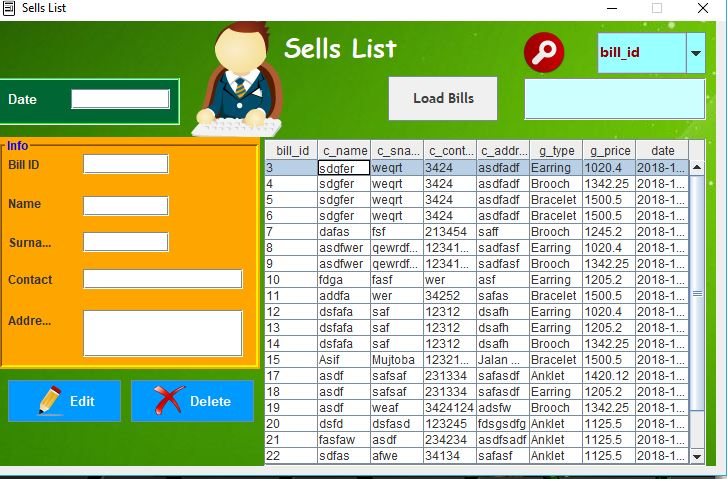 Sells List
Sells List
bill_id
Date
Load Bills
Info
Bill ID
Name
Surna...
Contact
Addre...
Edit Delete
bill_id c_name c_sna... c_cont... c_addr... g_type g_price date
3 sdgfer weqrt 3424 asdfadf Earring 1020.4 2018-1...
4 sdgfer weqrt 3424 asdfadf Brooch 1342.25 2018-1...
5 sdgfer weqrt 3424 asdfadf Bracelet 1500.5 2018-1...
6 sdgfer weqrt 3424 asdfadf Bracelet 1500.5 2018-1...
7 dafas fsf 213454 saff Brooch 1245.2 2018-1...
8 asdfwer qewrdf... 12341... sadfasf Earring 1020.4 2018-1...
9 asdfwer qewrdf... 12341... sadfasf Brooch 1342.25 2018-1...
10 fdga fasf wer asf Earring 1205.2 2018-1...
11 addfa wer 34252 safas Bracelet 1500.5 2018-1...
12 dsfafa saf 12312 dsafh Earring 1020.4 2018-1...
13 dsfafa saf 12312 dsafh Earring 1205.2 2018-1...
14 dsfafa saf 12312 dsafh Brooch 1342.25 2018-1...
15 Asif Mujtoba 12321... Jalan ... Bracelet 1500.5 2018-1...
17 asdf safsaf 231334 safasdf Anklet 1420.12 2018-1...
18 asdf safsaf 231334 safasdf Earring 1205.2 2018-1...
19 asdf weaf 3424124 adsfw Brooch 1342.25 2018-1...
20 dsfd dsfasd 123245 fdsgsdfg Anklet 1125.5 2018-1...
21 fasfaw asdf 234234 asdfsadf Anklet 1125.5 2018-1...
22 sdfas afwe 34134 safasf Anklet 1125.5 2018-1...